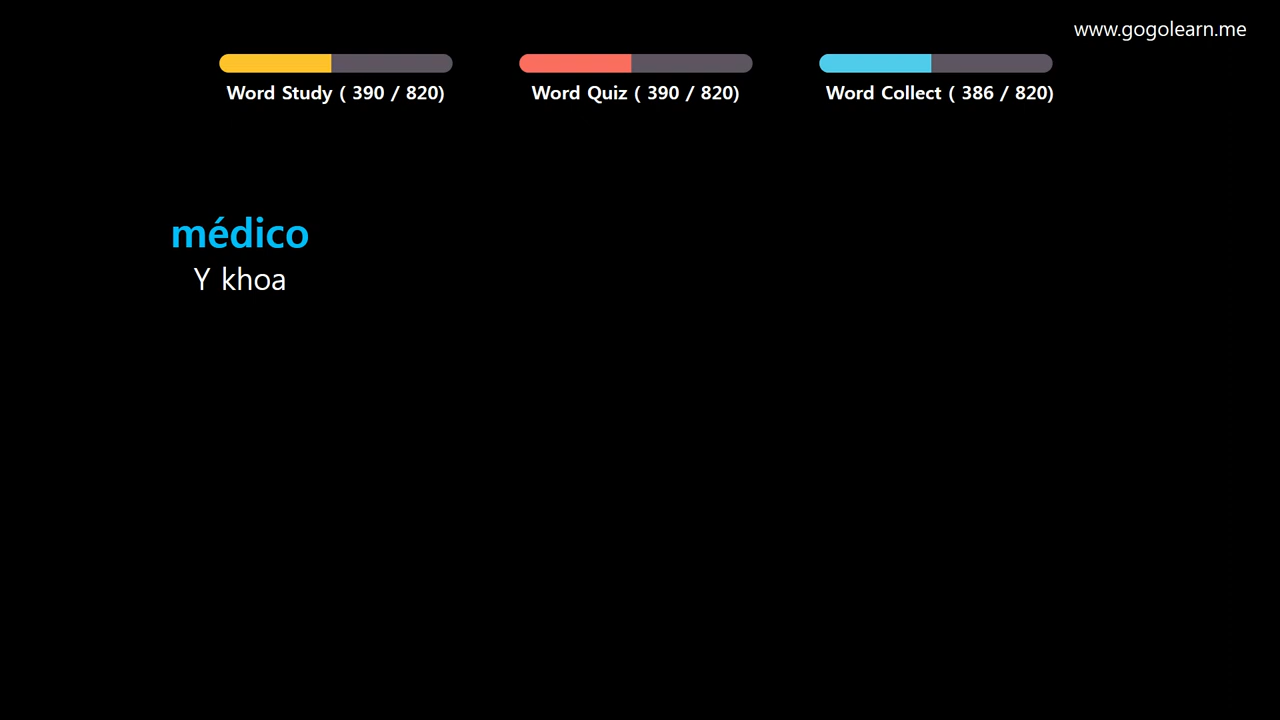 www.gogolearn.me
Word Study ( 390 / 820)
Word Quiz ( 390 / 820)
Word Collect ( 386 / 820)
médico
Y khoa